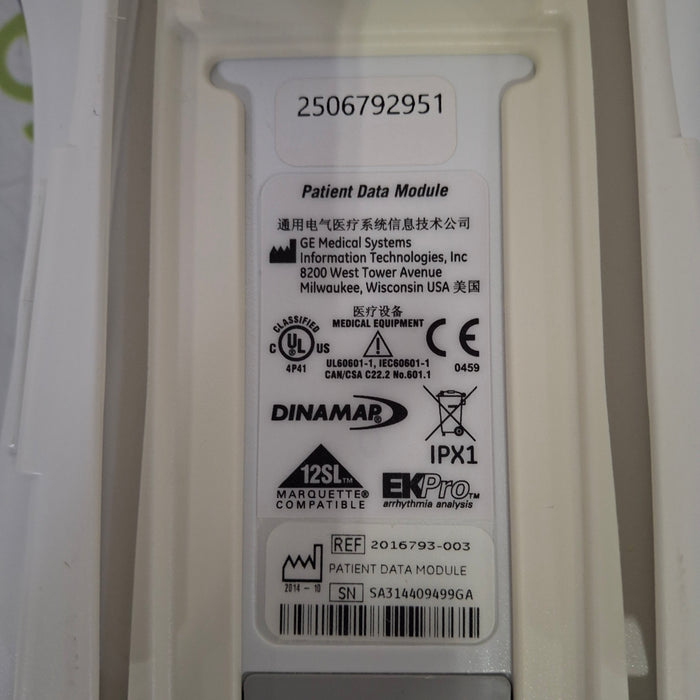 2506792951
Patient Data Module
通用电气医疗系统信息技术公司
GE Medical Systems
Information Technologies, Inc
8200 West Tower Avenue
Milwaukee, Wisconsin USA 美国
医疗设备
MEDICAL EQUIPMENT
CLASSIFIED
C UL US
4P41
UL60601-1, IEC60601-1
CAN/CSA C22.2 No.601.1
CE
0459
DINAMAP®
IPX1
12SL™
MARQUETTE®
COMPATIBLE
EKPro™
arrhythmia analysis
REF 2016793-003
PATIENT DATA MODULE
2014-10
SN SA314409499GA